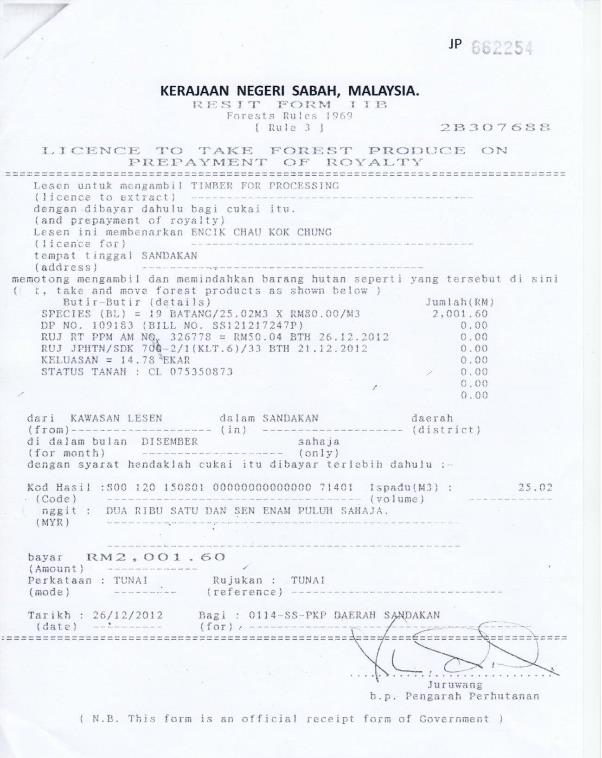 JP 662254
KERAJAAN NEGERI SABAH, MALAYSIA.
RESIT FORM IIB
Forests Rules 1969
[ Rule 3 ] 2B307688
LICENCE TO TAKE FOREST PRODUCE ON
PREPAYMENT OF ROYALTY
Lesen untuk mengambil TIMBER FOR PROCESSING
(licence to extract)
dengan dibayar dahulu bagi cukai itu.
(and prepayment of royalty)
Lesen ini membenarkan ENCIK CHAU KOK CHUNG
(licence for)
tempat tinggal SANDAKAN
(address)
memotong mengambil dan memindahkan barang hutan seperti yang tersebut di sini
( t, take and move forest products as shown below )
Butir-Butir (details) Jumlah(RM)
SPECIES (BL) = 19 BATANG/25.02M3 X RM80.00/M3 2,001.60
DP NO. 109183 (BILL NO. SS121217247P) 0.00
RUJ RT PPM AM NO. 326778 = RM50.04 BTH 26.12.2012 0.00
RUJ JPHTN/SDK 700-2/1(KLT.6)/33 BTH 21.12.2012 0.00
KELUASAN = 14.78 EKAR 0.00
STATUS TANAH : CL 075350873 0.00
0.00
0.00
dari KAWASAN LESEN dalam SANDAKAN daerah
(from) (in) (district)
di dalam bulan DISEMBER sahaja
(for month) (only)
dengan syarat hendaklah cukai itu dibayar terlebih dahulu :-
Kod Hasil :S00 120 150801 00000000000000 71401 Ispadu(M3) : 25.02
(Code) (volume)
nggit : DUA RIBU SATU DAN SEN ENAM PULUH SAHAJA.
(MYR)
bayar RM2,001.60
(Amount)
Perkataan : TUNAI Rujukan : TUNAI
(mode) (reference)
Tarikh : 26/12/2012 Bagi : 0114-SS-PKP DAERAH SANDAKAN
(date) (for)
Juruwang
b.p. Pengarah Perhutanan
( N.B. This form is an official receipt form of Government )